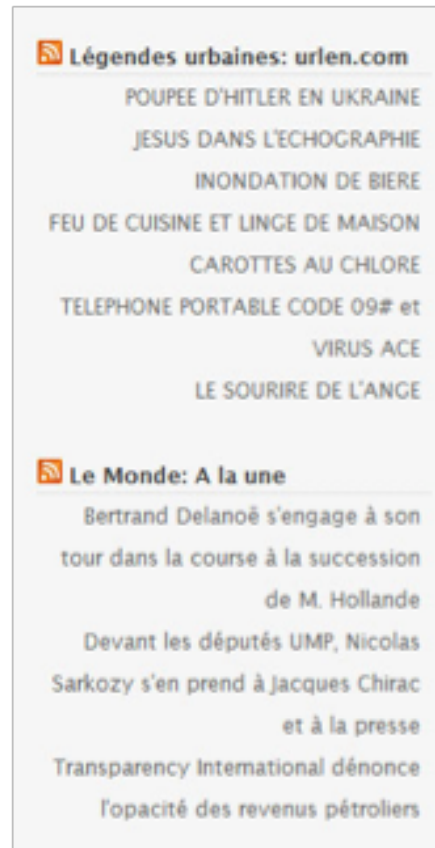 Légendes urbaines: urlen.com
POUPEE D'HITLER EN UKRAINE
JESUS DANS L'ECHOGRAPHIE
INONDATION DE BIERE
FEU DE CUISINE ET LINGE DE MAISON
CAROTTES AU CHLORE
TELEPHONE PORTABLE CODE 09# et
VIRUS ACE
LE SOURIRE DE L'ANGE
Le Monde: A la une
Bertrand Delanoë s'engage à son
tour dans la course à la succession
de M. Hollande
Devant les députés UMP, Nicolas
Sarkozy s'en prend à Jacques Chirac
et à la presse
Transparency International dénonce
l'opacité des revenus pétroliers